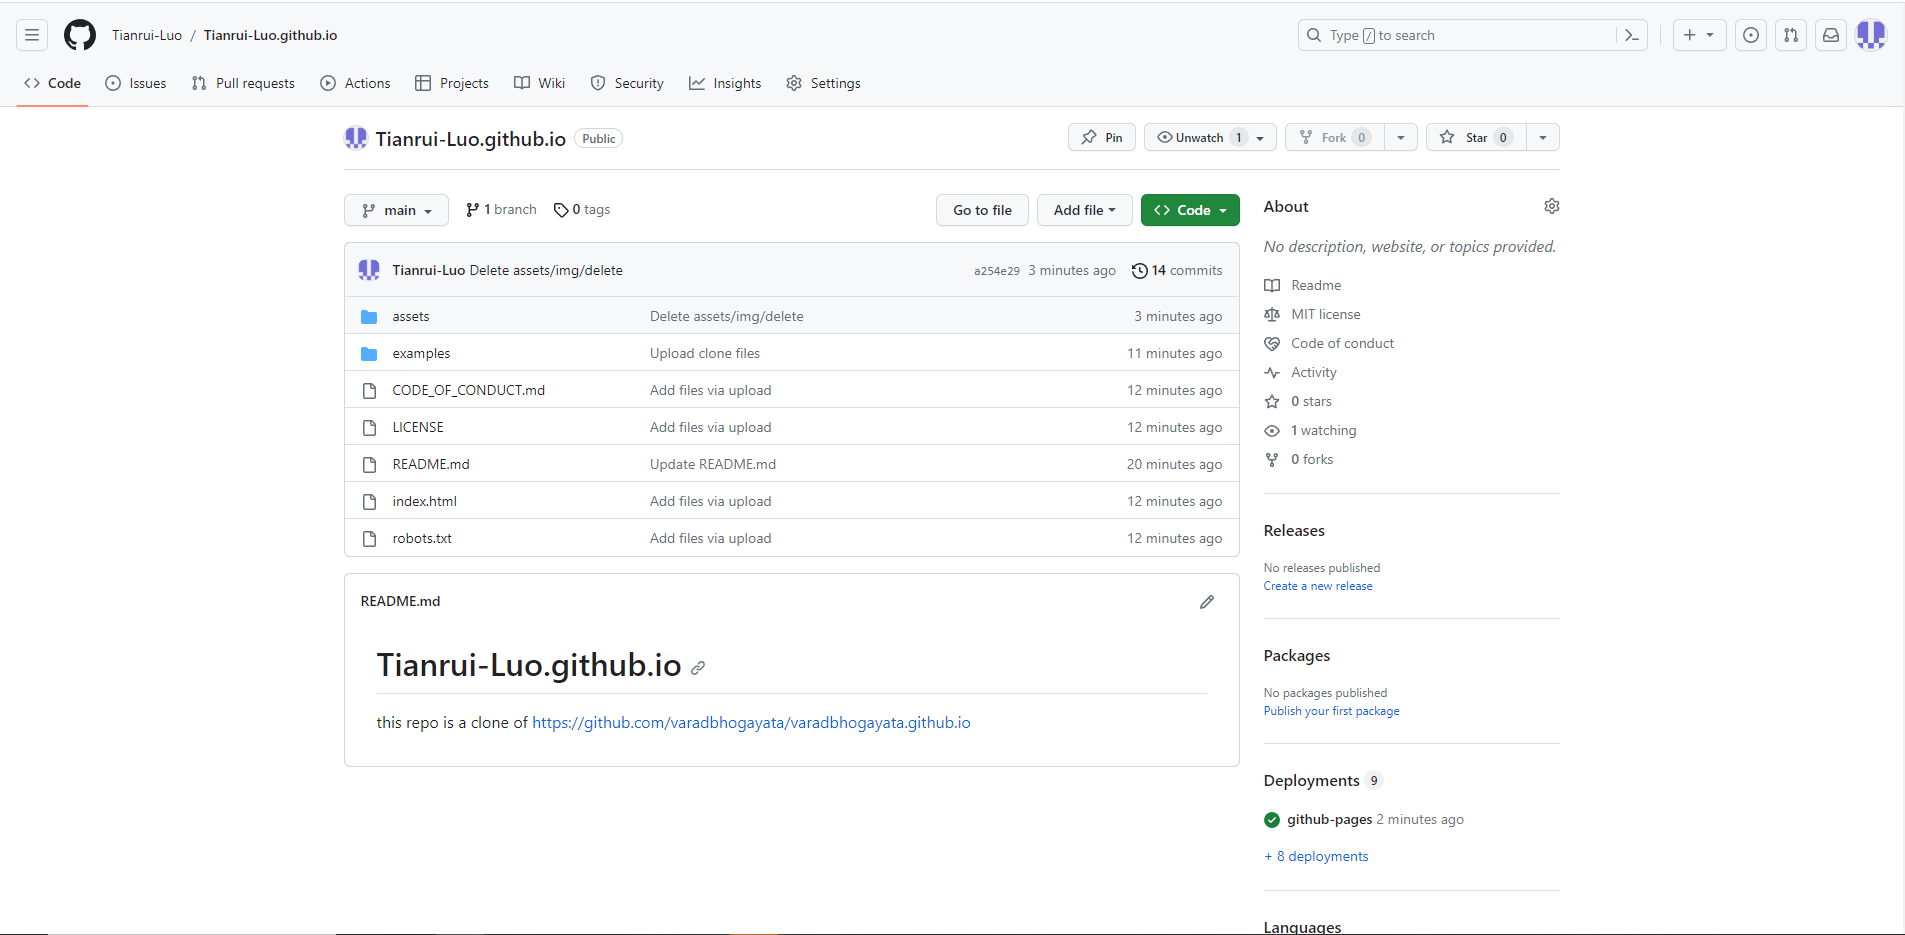 Tianrui-Luo / Tianrui-Luo.github.io
Type / to search
Code Issues Pull requests Actions Projects Wiki Security Insights Settings
Tianrui-Luo.github.io Public
Pin Unwatch 1 Fork 0 Star 0
main 1 branch 0 tags Go to file Add file Code
Tianrui-Luo Delete assets/img/delete a254e29 3 minutes ago 14 commits
assets Delete assets/img/delete 3 minutes ago
examples Upload clone files 11 minutes ago
CODE_OF_CONDUCT.md Add files via upload 12 minutes ago
LICENSE Add files via upload 12 minutes ago
README.md Update README.md 20 minutes ago
index.html Add files via upload 12 minutes ago
robots.txt Add files via upload 12 minutes ago
README.md
Tianrui-Luo.github.io
this repo is a clone of https://github.com/varadbhogayata/varadbhogayata.github.io
About
No description, website, or topics provided.
Readme
MIT license
Code of conduct
Activity
0 stars
1 watching
0 forks
Releases
No releases published
Create a new release
Packages
No packages published
Publish your first package
Deployments 9
github-pages 2 minutes ago
+ 8 deployments
Languages